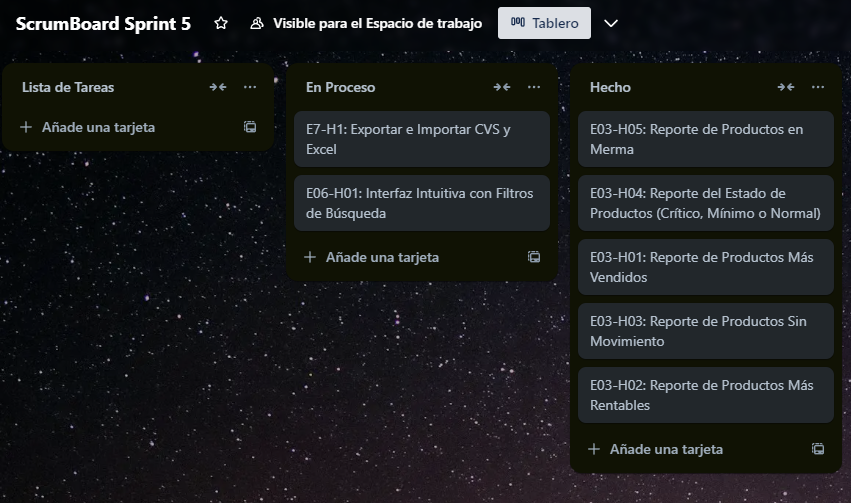 ScrumBoard Sprint 5
Visible para el Espacio de trabajo
Tablero
Lista de Tareas
Añade una tarjeta
En Proceso
E7-H1: Exportar e Importar CVS y
Excel
E06-H01: Interfaz Intuitiva con Filtros
de Búsqueda
Añade una tarjeta
Hecho
E03-H05: Reporte de Productos en
Merma
E03-H04: Reporte del Estado de
Productos (Crítico, Mínimo o Normal)
E03-H01: Reporte de Productos Más
Vendidos
E03-H03: Reporte de Productos Sin
Movimiento
E03-H02: Reporte de Productos Más
Rentables
Añade una tarjeta